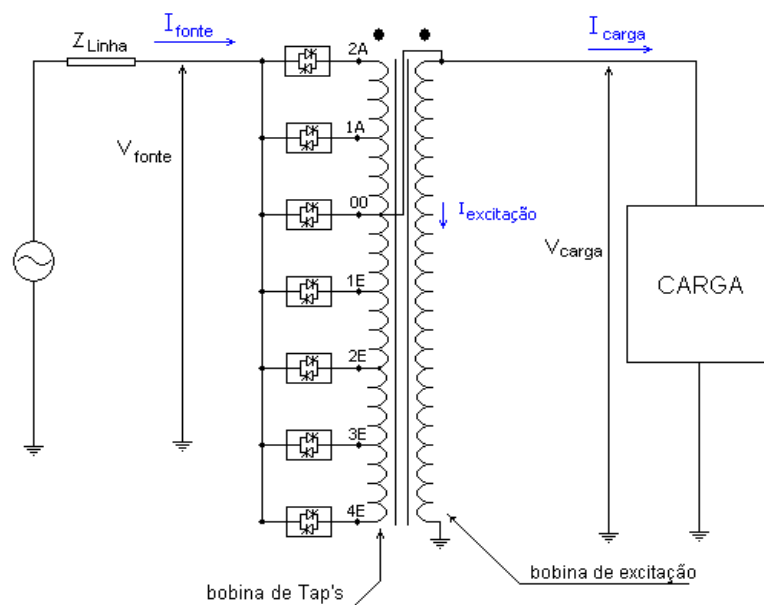 Z Linha
I fonte
2A
I carga
1A
V fonte
00
I excitação
V carga
CARGA
1E
2E
3E
4E
bobina de Tap's
bobina de excitação